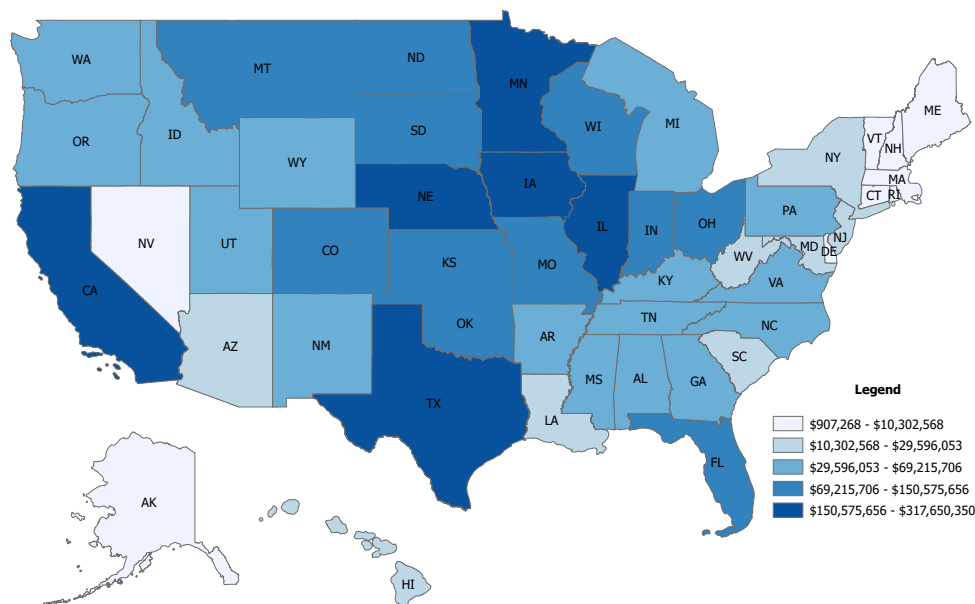 WA
MT
ND
MN
ME
OR
ID
SD
WI
MI
VT
NH
NY
WY
MA
CT
RI
NE
IA
PA
NV
UT
CO
IL
IN
OH
NJ
MD
DE
WV
CA
KS
MO
KY
VA
AZ
NM
OK
AR
TN
NC
SC
MS
AL
GA
TX
LA
FL
AK
HI
Legend
$907,268 - $10,302,568
$10,302,568 - $29,596,053
$29,596,053 - $69,215,706
$69,215,706 - $150,575,656
$150,575,656 - $317,650,350